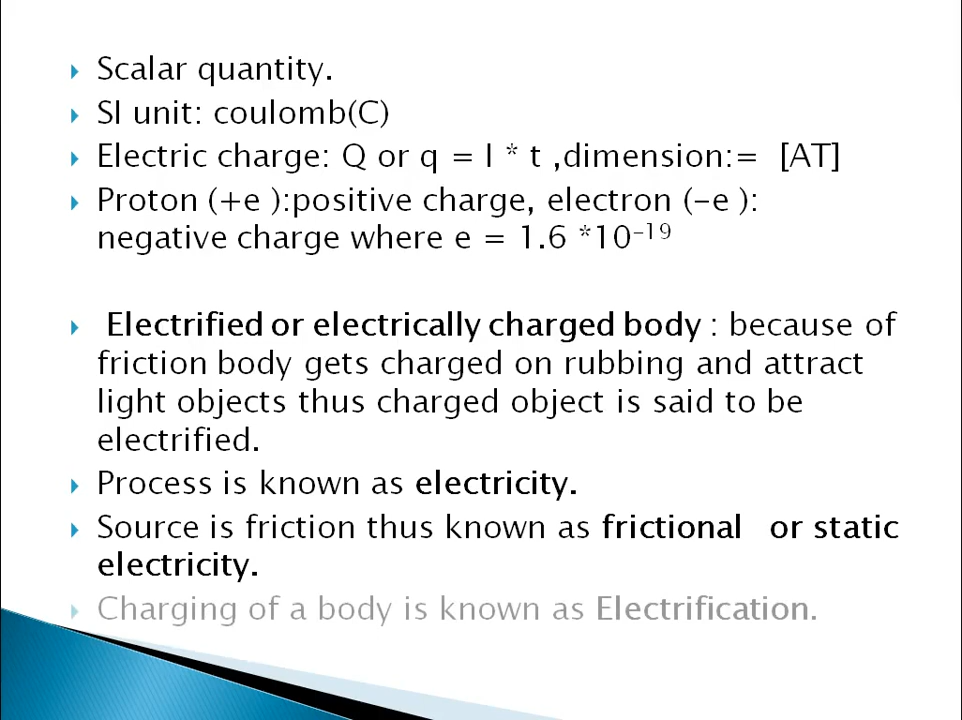 Scalar quantity.
SI unit: coulomb(C)
Electric charge: Q or q = I * t ,dimension:= [AT]
Proton (+e ):positive charge, electron (-e ):
negative charge where e = 1.6 *10⁻¹⁹
Electrified or electrically charged body : because of
friction body gets charged on rubbing and attract
light objects thus charged object is said to be
electrified.
Process is known as electricity.
Source is friction thus known as frictional or static
electricity.
Charging of a body is known as Electrification.